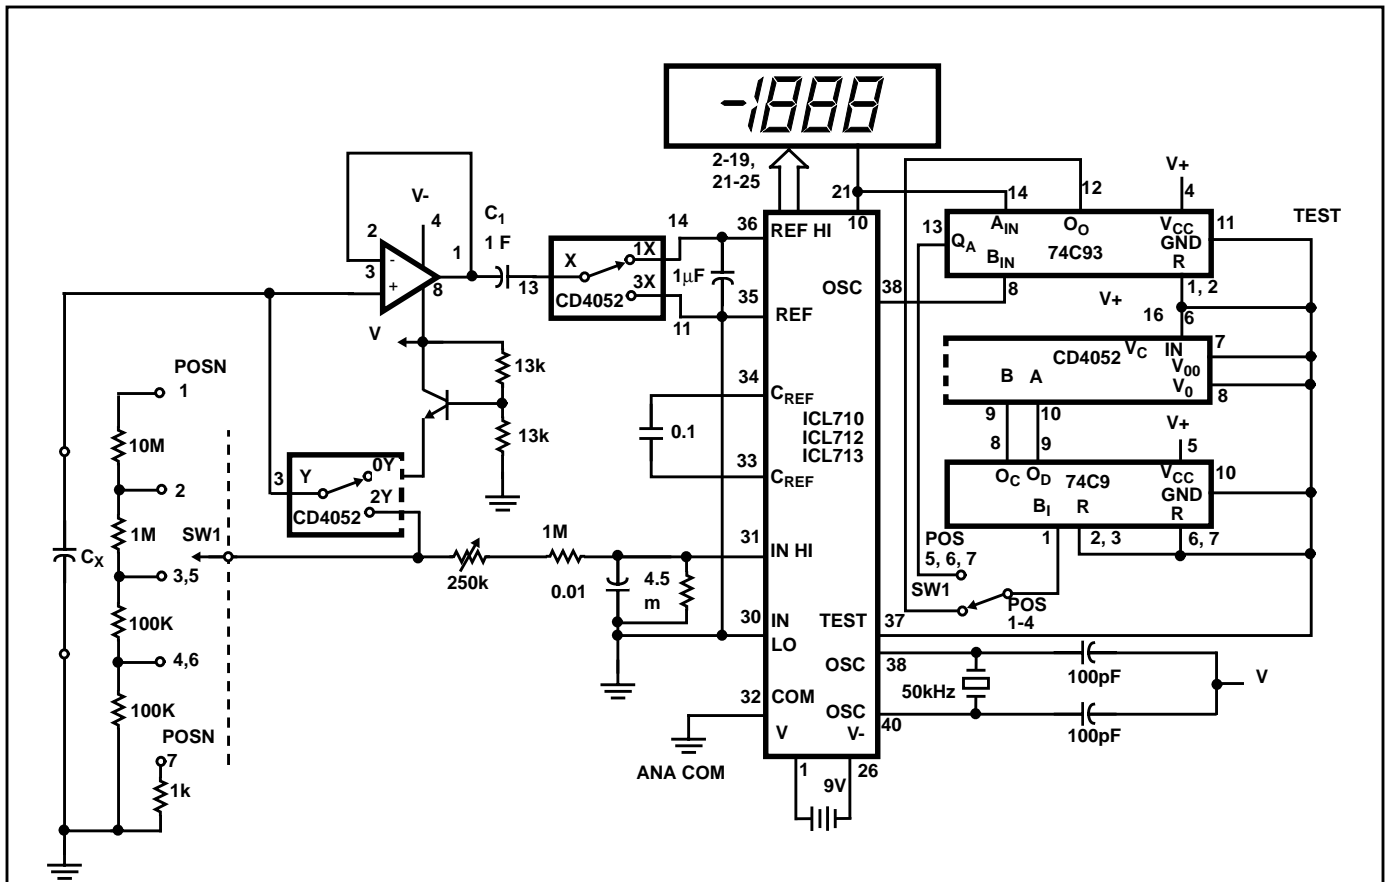 -1888
2-19,
21-25
21
10
V-
4
2
3
-
+
1
8
C1
1 F
13
X
1X
3X
CD4052
14
11
1µF
36
REF HI
35
REF
34
CREF
0.1
33
CREF
31
IN HI
30
IN
LO
32
COM
V
ANA COM
OSC
38
ICL710
ICL712
ICL713
TEST
37
OSC
38
OSC
40
V-
1
26
9V
V
13k
13k
3
Y
0Y
2Y
CD4052
250k
1M
0.01
4.5
m
POSN
1
10M
2
1M
SW1
3,5
100K
4,6
100K
POSN
7
1k
CX
14
12
V+
4
13
QA
AIN
OO
VCC
GND
11
TEST
74C93
BIN
R
8
1, 2
V+
16
6
CD4052
VC
IN
7
V00
V0
8
B
A
9
10
V+
8
9
5
OC
OD
74C9
VCC
10
GND
BI
R
R
1
2, 3
6, 7
POS
5, 6, 7
SW1
POS
1-4
50kHz
100pF
100pF
V